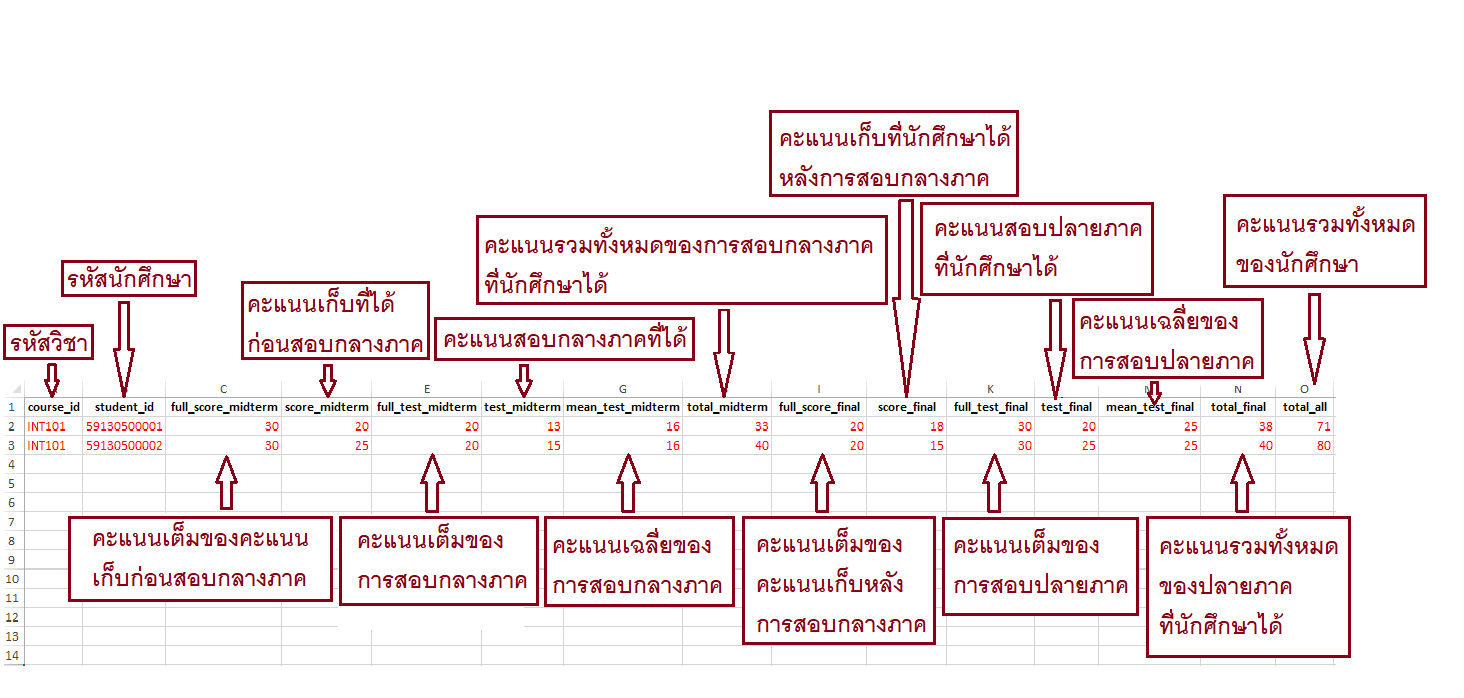 คะแนนเก็บที่นักศึกษาได้
หลังการสอบกลางภาค
คะแนนรวมทั้งหมดของการสอบกลางภาค
ที่นักศึกษาได้
คะแนนสอบปลายภาค
ที่นักศึกษาได้
คะแนนรวมทั้งหมด
ของนักศึกษา
รหัสนักศึกษา
คะแนนเก็บที่ได้
ก่อนสอบกลางภาค
คะแนนเฉลี่ยของ
การสอบปลายภาค
รหัสวิชา
คะแนนสอบกลางภาคที่ได้
C E G I K N O
1 course_id student_id full_score_midterm score_midterm full_test_midterm test_midterm mean_test_midterm total_midterm full_score_final score_final full_test_final test_final mean_test_final total_final total_all
2 INT101 59130500001 30 20 20 13 16 33 20 18 30 20 25 38 71
3 INT101 59130500002 30 25 20 15 16 40 20 15 30 25 25 40 80
4
5
6
7
8
9
10
11
12
13
14
คะแนนเต็มของคะแนน
เก็บก่อนสอบกลางภาค
คะแนนเต็มของ
การสอบกลางภาค
คะแนนเฉลี่ยของ
การสอบกลางภาค
คะแนนเต็มของ
คะแนนเก็บหลัง
การสอบกลางภาค
คะแนนเต็มของ
การสอบปลายภาค
คะแนนรวมทั้งหมด
ของปลายภาค
ที่นักศึกษาได้